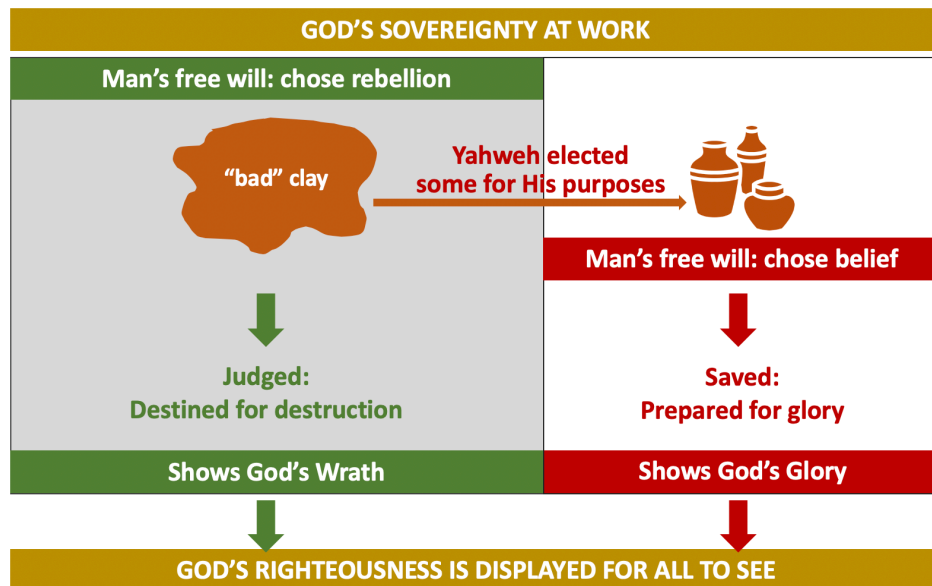 GOD’S SOVEREIGNTY AT WORK
Man’s free will: chose rebellion
“bad” clay
Yahweh elected
some for His purposes
Man’s free will: chose belief
Judged:
Destined for destruction
Saved:
Prepared for glory
Shows God’s Wrath
Shows God’s Glory
GOD’S RIGHTEOUSNESS IS DISPLAYED FOR ALL TO SEE